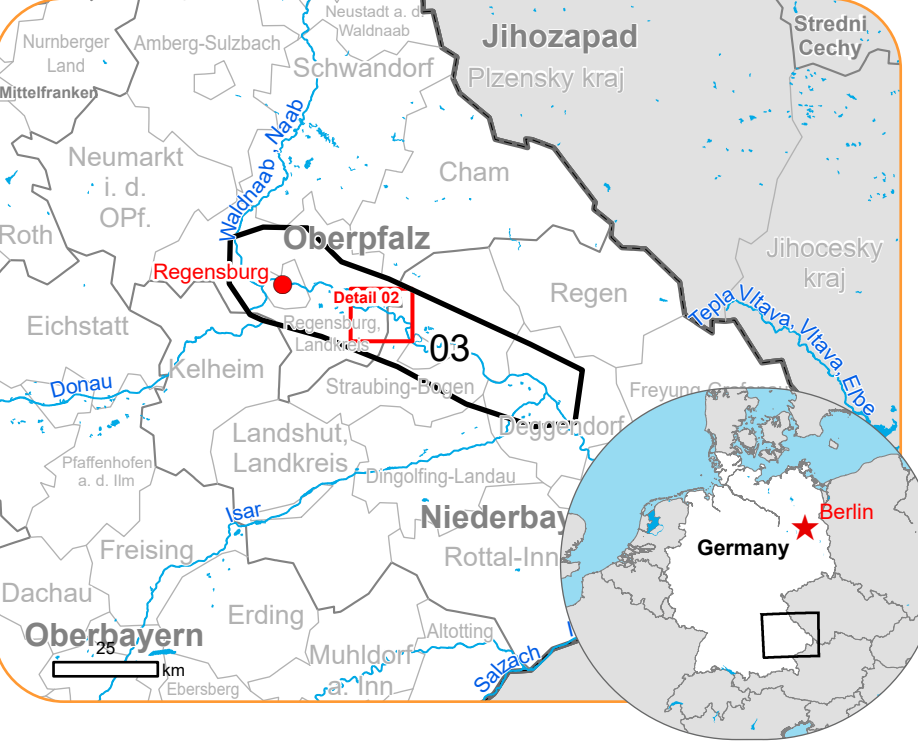 Neustadt a. d.
Waldnaab
Stredni
Cechy
Nurnberger
Land
Amberg-Sulzbach
Jihozapad
Schwandorf
Plzensky kraj
Mittelfranken
Waldnaab , Naab
Neumarkt
i. d.
OPf.
Cham
Roth
Oberpfalz
Jihocesky
kraj
Regensburg
Detail 02
Regen
Tepla Vltava, Vltava, Elbe
Eichstatt
Regensburg,
Landkreis
03
Kelheim
Donau
Straubing-Bogen
Freyung
Deggendorf
Landshut,
Landkreis
Pfaffenhofen
a. d. Ilm
Dingolfing-Landau
Isar
Niederbay
Berlin
Germany
Freising
Rottal-Inn
Dachau
Erding
Oberbayern
25
km
Altotting
Muhldorf
a. Inn
Salzach
Ebersberg